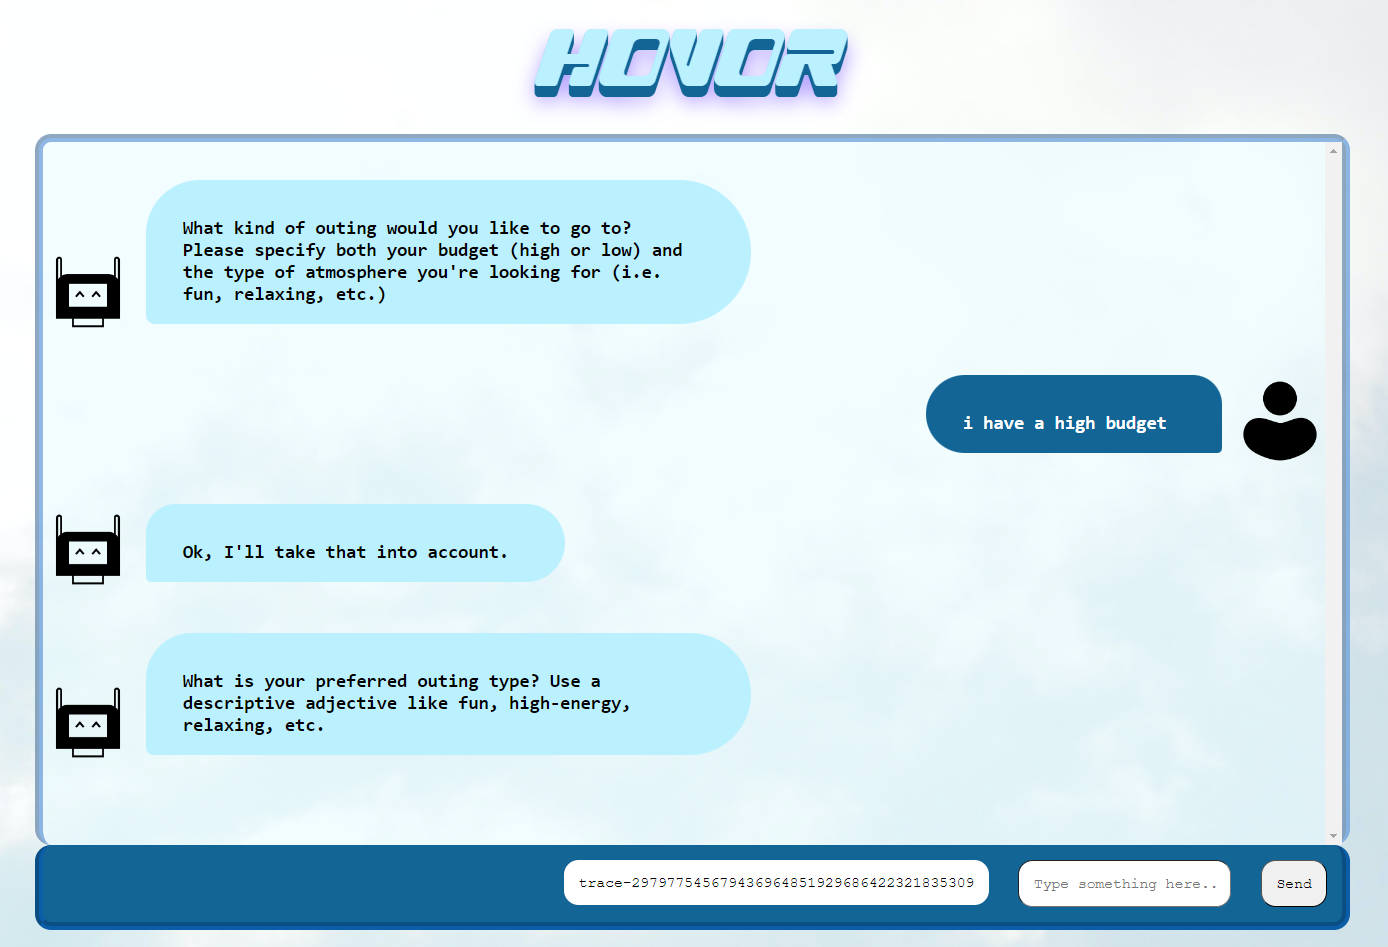 HOVOR
What kind of outing would you like to go to?
Please specify both your budget (high or low) and
the type of atmosphere you're looking for (i.e.
fun, relaxing, etc.)
i have a high budget
Ok, I'll take that into account.
What is your preferred outing type? Use a
descriptive adjective like fun, high-energy,
relaxing, etc.
trace-297977545679436964851929686422321835309
Type something here..
Send